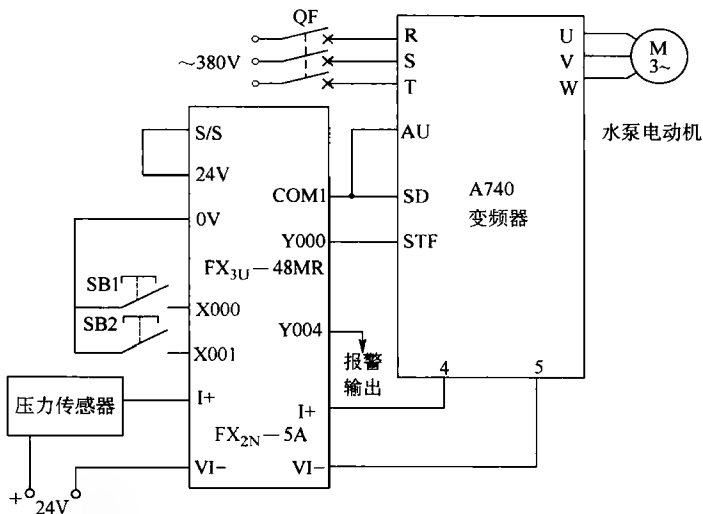 QF
~380V
R
S
T
U
V
W
M
3~
水泵电动机
S/S
24V
0V
AU
COM1
SD
A740
变频器
Y000
STF
FX3U-48MR
SB1
X000
SB2
X001
Y004
报警
输出
4
5
压力传感器
I+
I+
FX2N-5A
VI-
VI-
+
24V